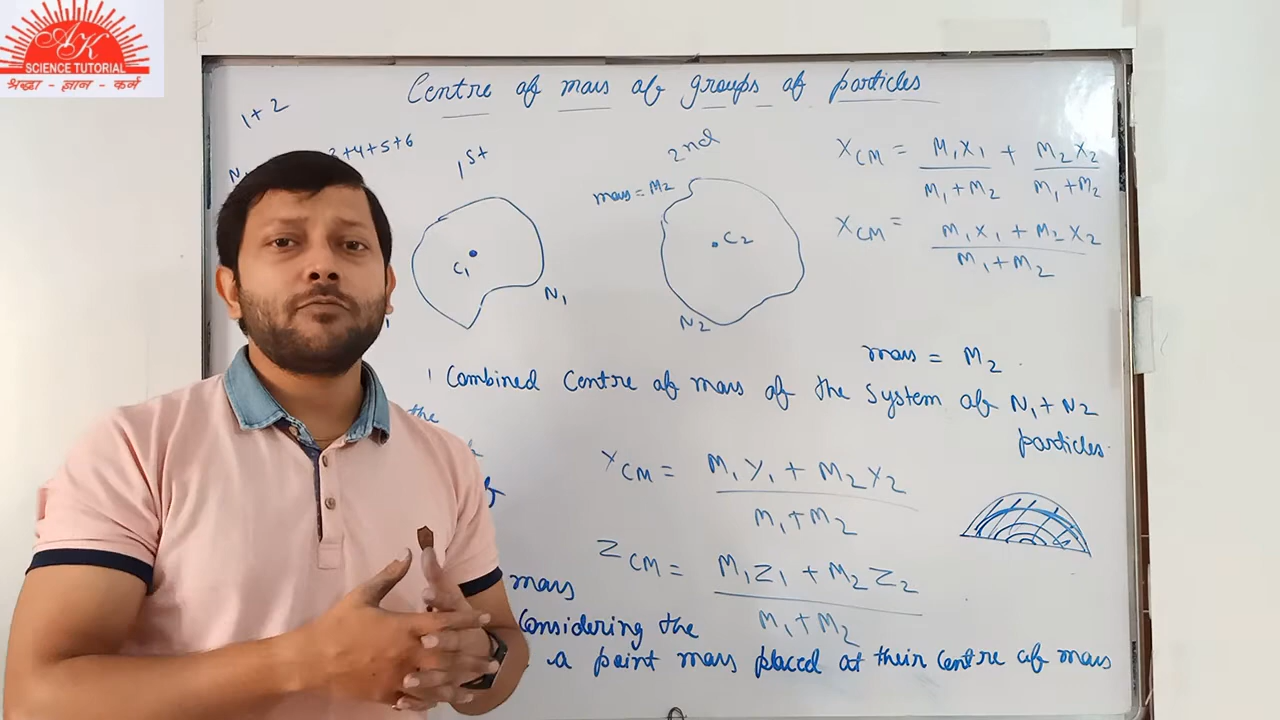 AK
SCIENCE TUTORIAL
श्रद्धा - ज्ञान - कर्म
Centre of mass of groups of particles
1 + 2
+4+5+6
1st
2nd
mass = M2
C1
C2
N1
N2
XCM = M1X1 / M1+M2 + M2X2 / M1+M2
XCM = M1X1 + M2X2 / M1+M2
mass = M2
Combined Centre of mass of the system of N1+N2
the
particles.
YCM = M1Y1 + M2Y2 / M1+M2
ZCM = M1Z1 + M2Z2 / M1+M2
mass
Considering the
a point mass placed at their centre of mass